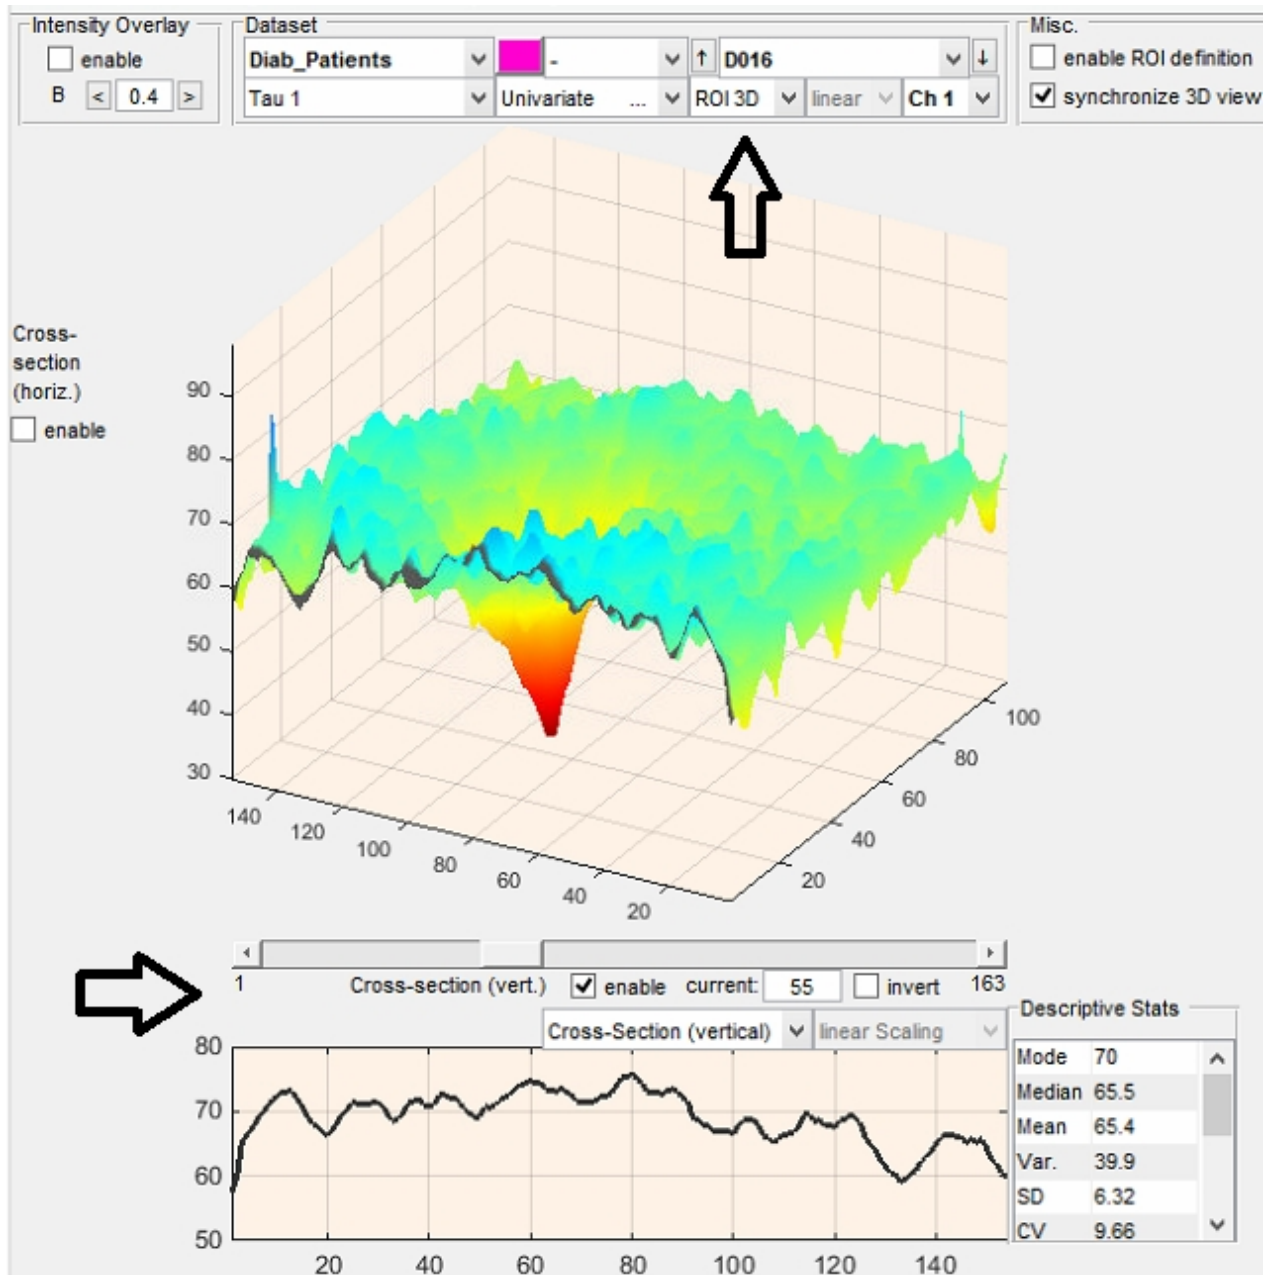 Intensity Overlay
enable
B < 0.4 >
Dataset
Diab_Patients - ↑ D016 ↓
Tau 1 Univariate ... ROI 3D linear Ch 1
Misc.
enable ROI definition
synchronize 3D view
Cross-
section
(horiz.)
enable
90
80
70
60
50
40
30
140 120 100 80 60 40 20
20 40 60 80 100
1 Cross-section (vert.) enable current: 55 invert 163
Cross-Section (vertical) linear Scaling
80
70
60
50
20 40 60 80 100 120 140
Descriptive Stats
Mode 70
Median 65.5
Mean 65.4
Var. 39.9
SD 6.32
CV 9.66